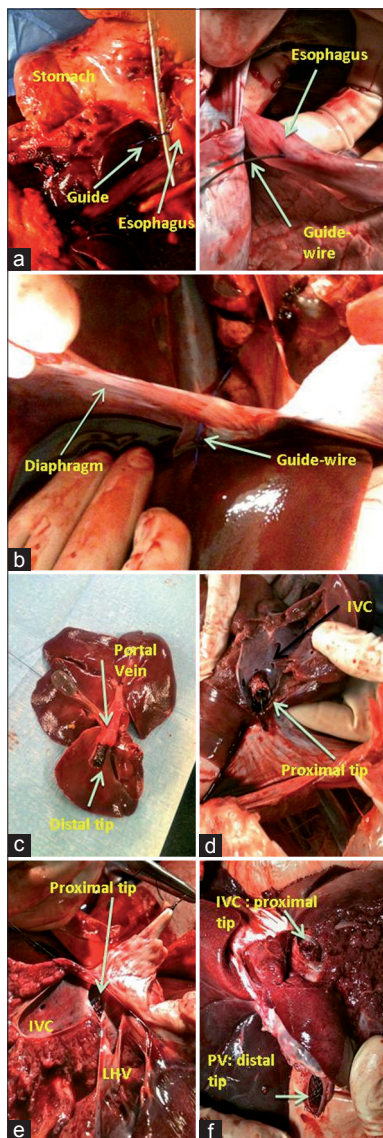 Stomach
Guide
Esophagus
Esophagus
Guide-
wire
a
Diaphragm
Guide-wire
b
Portal
Vein
Distal tip
c
IVC
Proximal tip
d
Proximal tip
IVC
LHV
e
IVC : proximal
tip
PV: distal
tip
f